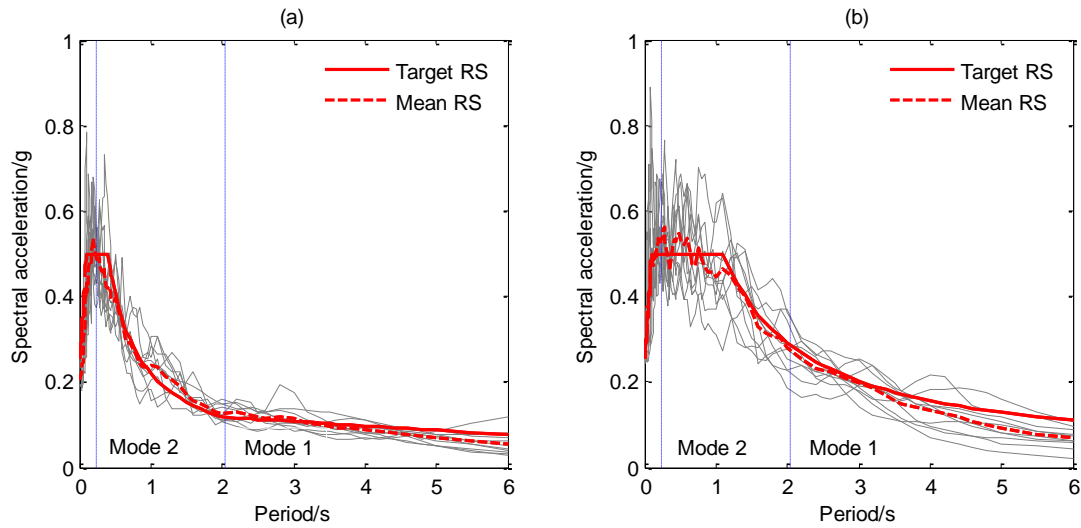 (a)
1
0.8
0.6
0.4
0.2
0
Spectral acceleration/g
Target RS
Mean RS
Mode 2
Mode 1
0 1 2 3 4 5 6
Period/s
(b)
1
0.8
0.6
0.4
0.2
0
Spectral acceleration/g
Target RS
Mean RS
Mode 2
Mode 1
0 1 2 3 4 5 6
Period/s